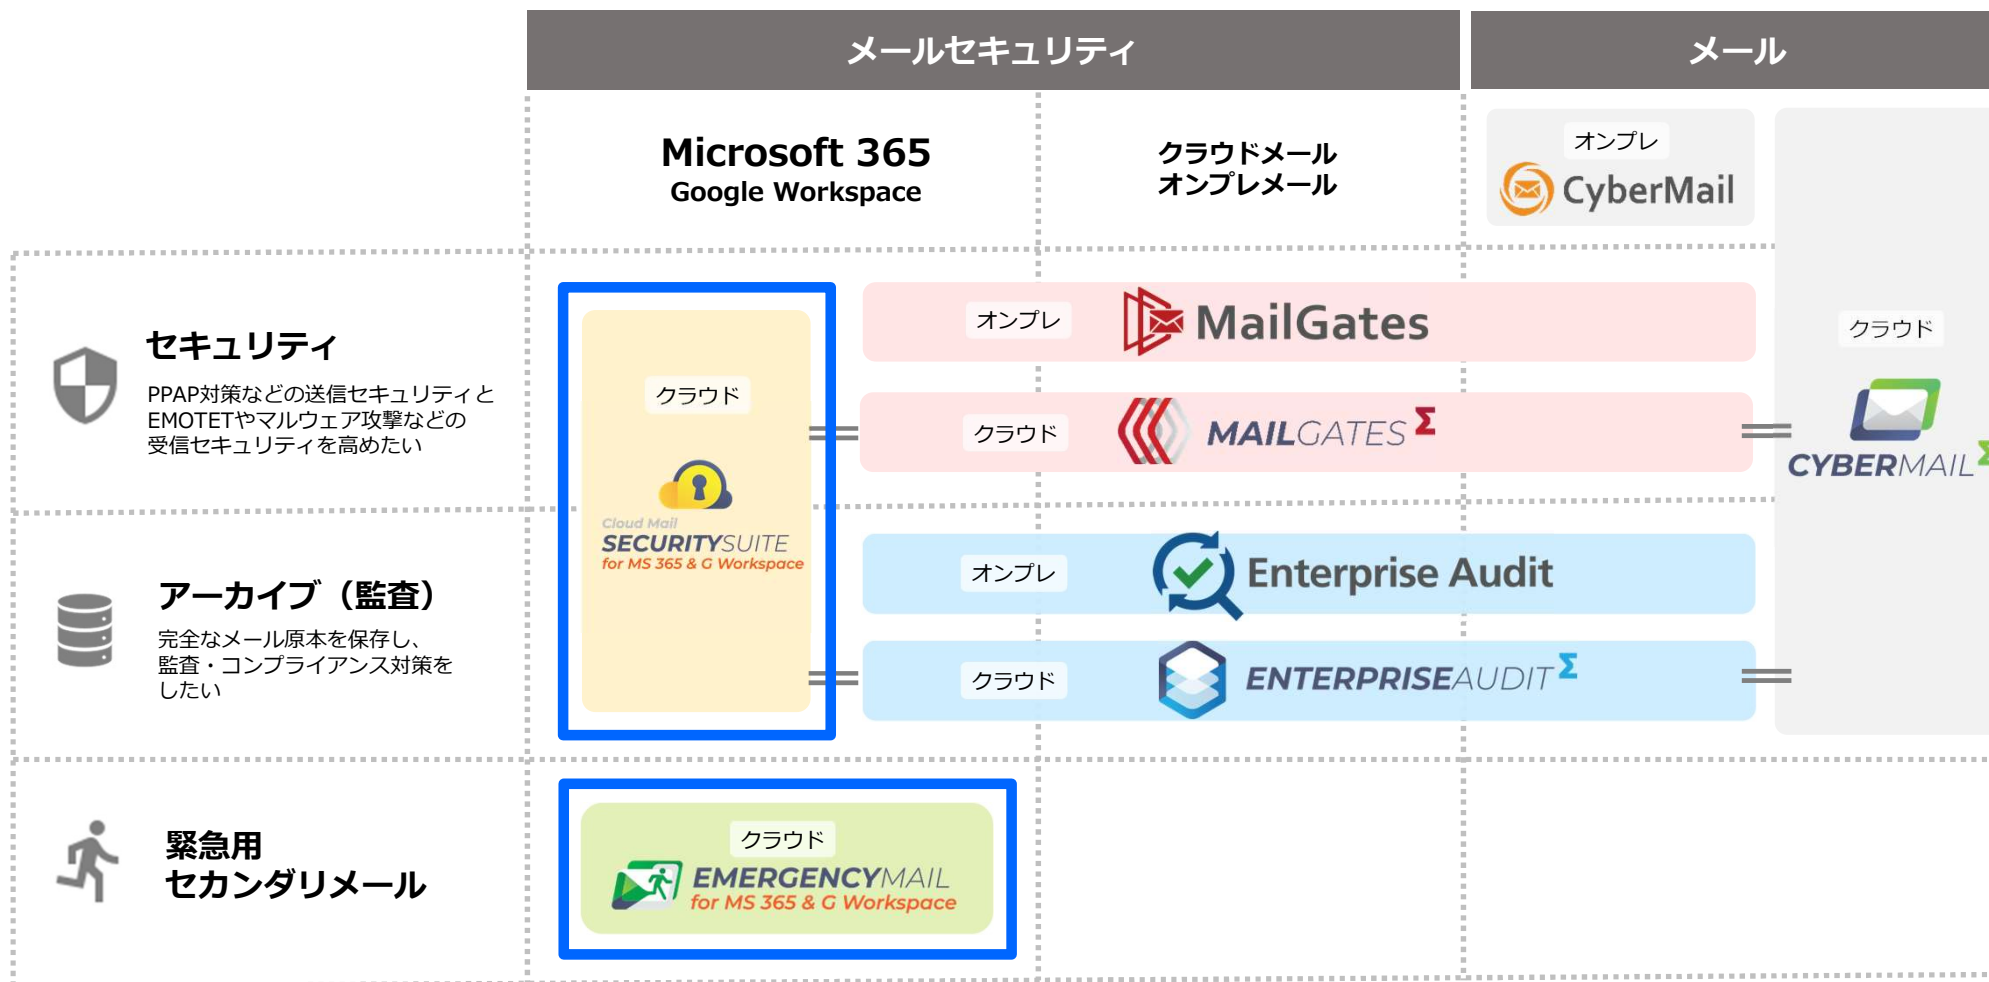 メールセキュリティ
メール
Microsoft 365
Google Workspace
クラウドメール
オンプレメール
オンプレ
CyberMail
セキュリティ
PPAP対策などの送信セキュリティと
EMOTETやマルウェア攻撃などの
受信セキュリティを高めたい
クラウド
Cloud Mail
SECURITYSUITE
for MS 365 & G Workspace
オンプレ
MailGates
クラウド
MAILGATES Σ
クラウド
CYBERMAIL Σ
アーカイブ（監査）
完全なメール原本を保存し、
監査・コンプライアンス対策を
したい
オンプレ
Enterprise Audit
クラウド
ENTERPRISEAUDIT Σ
緊急用
セカンダリメール
クラウド
EMERGENCYMAIL
for MS 365 & G Workspace